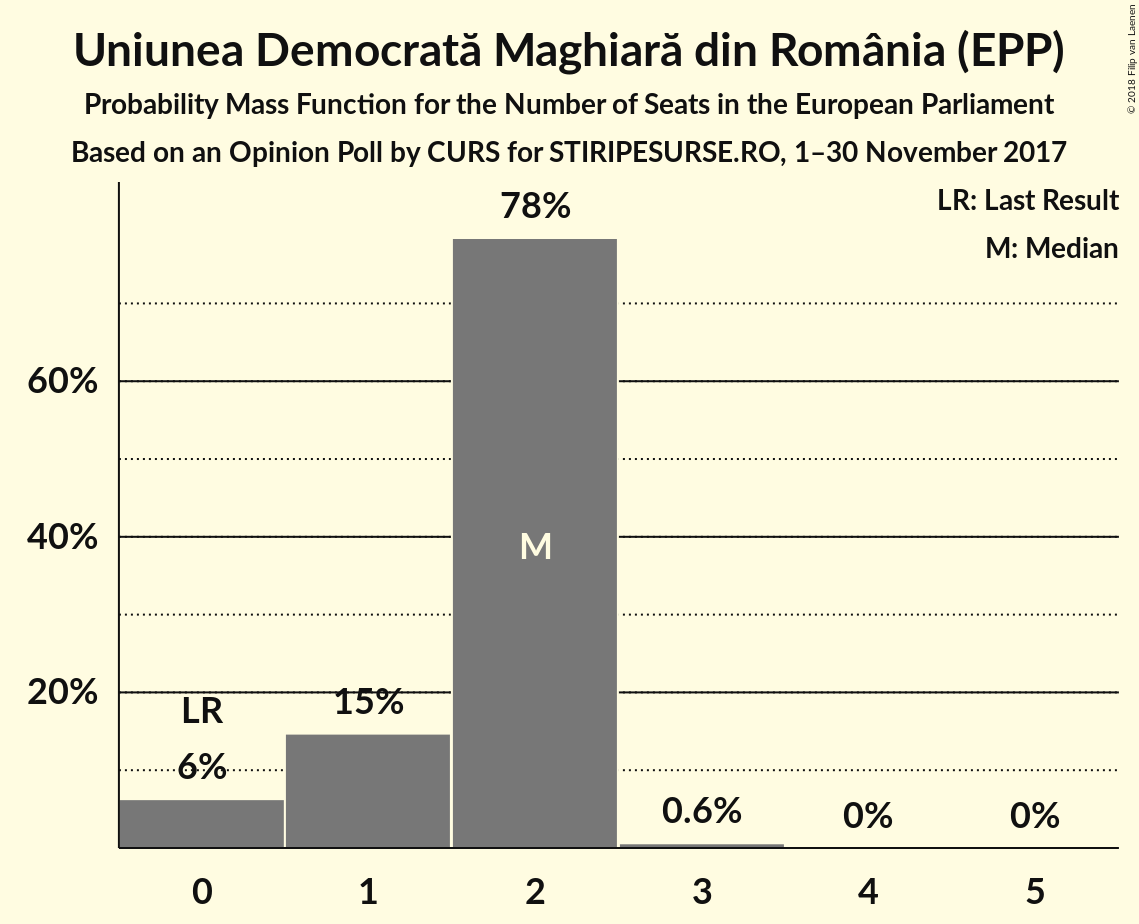 Uniunea Democrată Maghiară din România (EPP)
Probability Mass Function for the Number of Seats in the European Parliament
Based on an Opinion Poll by CURS for STIRIPESURSE.RO, 1–30 November 2017
© 2018 Filip van Laenen
LR: Last Result
M: Median
78%
60%
40%
M
20%
LR
15%
6%
0.6%
0%
0%
0 1 2 3 4 5